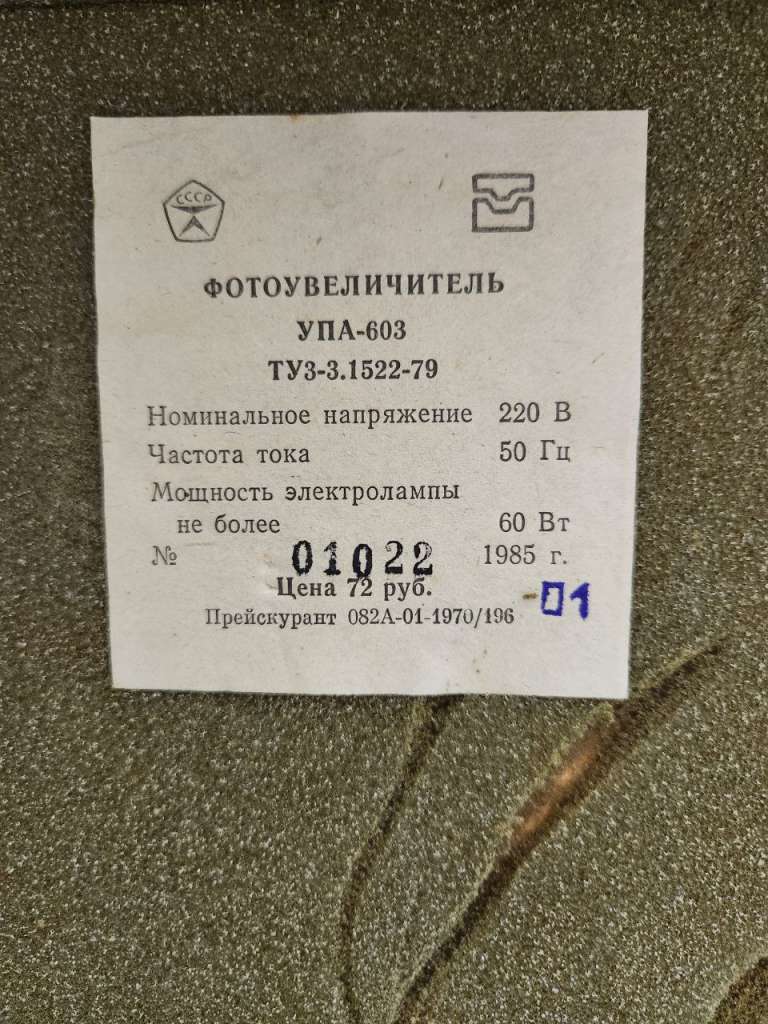 СССР
ФОТОУВЕЛИЧИТЕЛЬ
УПА-603
ТУ3-3.1522-79
Номинальное напряжение 220 В
Частота тока 50 Гц
Мощность электролампы
не более 60 Вт
№ 01022 1985 г.
Цена 72 руб.
Прейскурант 082А-01-1970/196
01